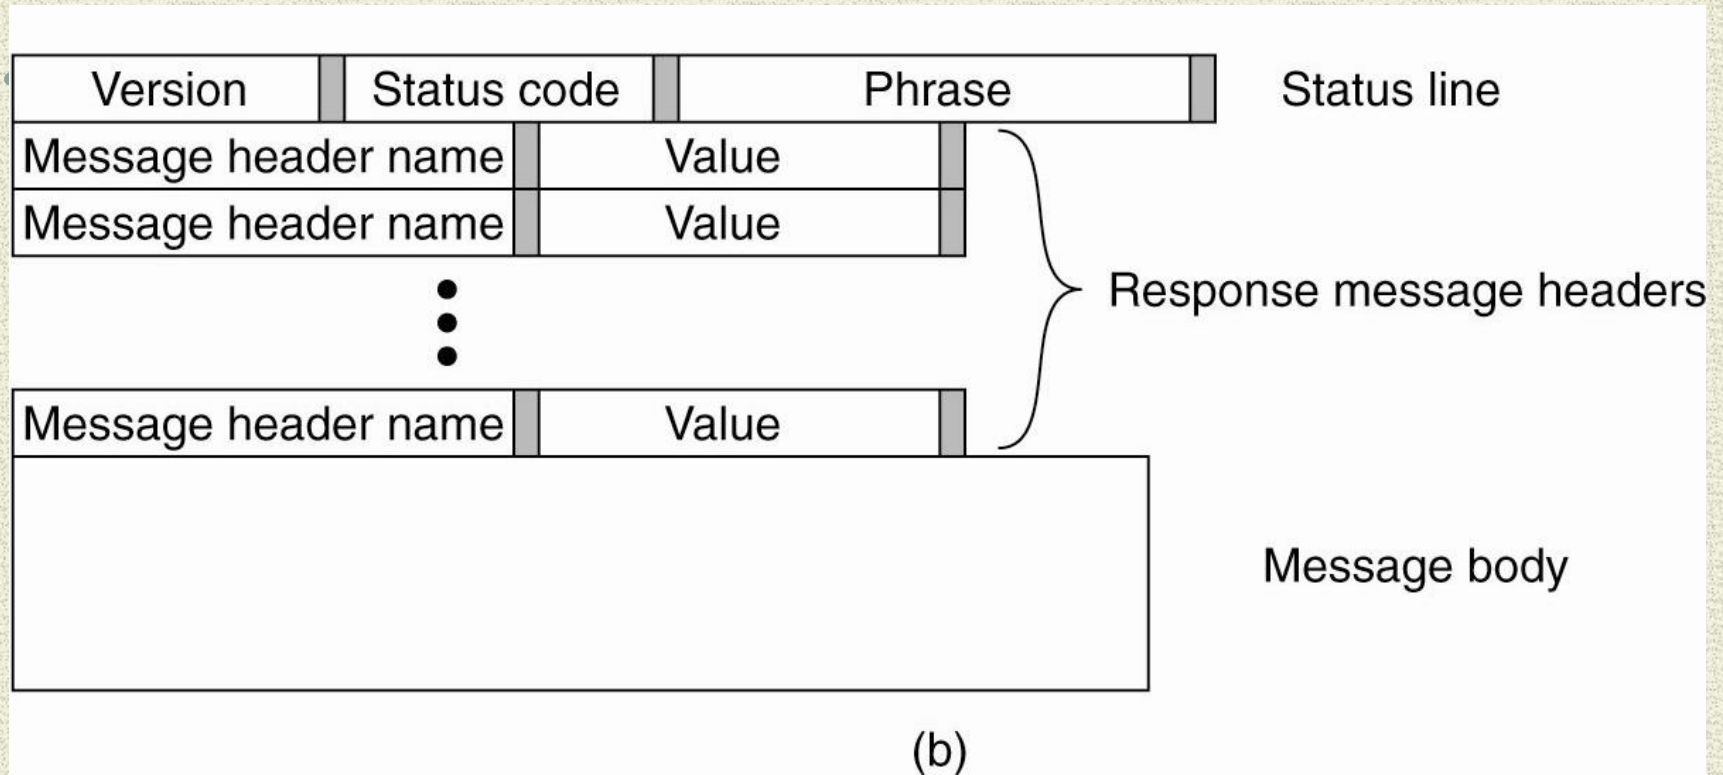 Version Status code Phrase Status line
Message header name Value
Message header name Value
Response message headers
Message header name Value
Message body
(b)